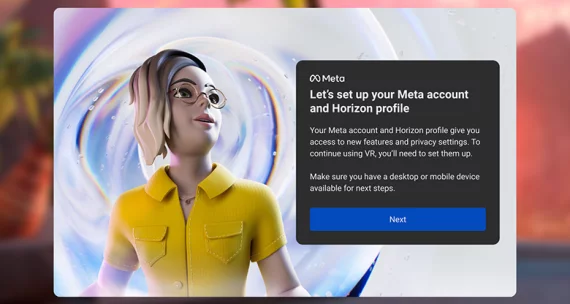 Meta
Let's set up your Meta account
and Horizon profile
Your Meta account and Horizon profile give you
access to new features and privacy settings. To
continue using VR, you'll need to set them up.
Make sure you have a desktop or mobile device
available for next steps.
Next